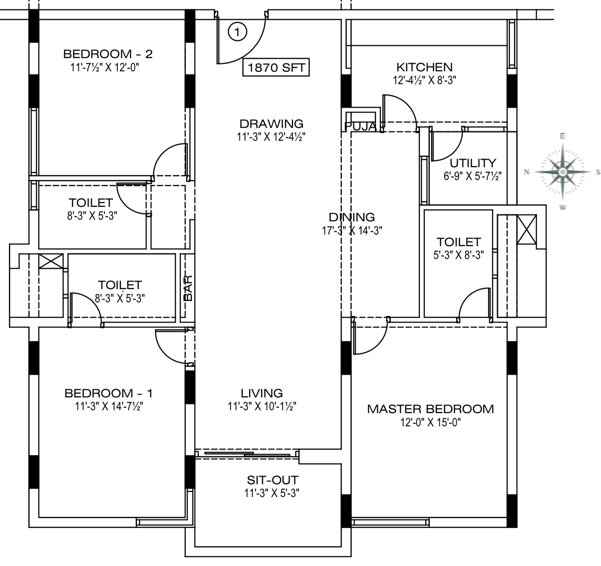 1
BEDROOM - 2
11'-7½" X 12'-0"
1870 SFT
KITCHEN
12'-4½" X 8'-3"
DRAWING
11'-3" X 12'-4½"
PUJA
E
N
S
W
UTILITY
6'-9" X 5'-7½"
TOILET
8'-3" X 5'-3"
DINING
17'-3" X 14'-3"
TOILET
5'-3" X 8'-3"
TOILET
8'-3" X 5'-3"
BAR
BEDROOM - 1
11'-3" X 14'-7½"
LIVING
11'-3" X 10'-1½"
MASTER BEDROOM
12'-0" X 15'-0"
SIT-OUT
11'-3" X 5'-3"